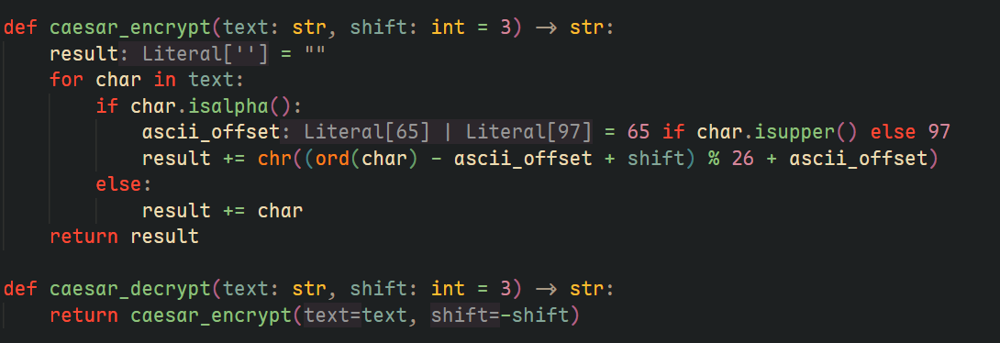 def caesar_encrypt(text: str, shift: int = 3) -> str:
    result: Literal[''] = ""
    for char in text:
        if char.isalpha():
            ascii_offset: Literal[65] | Literal[97] = 65 if char.isupper() else 97
            result += chr((ord(char) - ascii_offset + shift) % 26 + ascii_offset)
        else:
            result += char
    return result

def caesar_decrypt(text: str, shift: int = 3) -> str:
    return caesar_encrypt(text=text, shift=-shift)